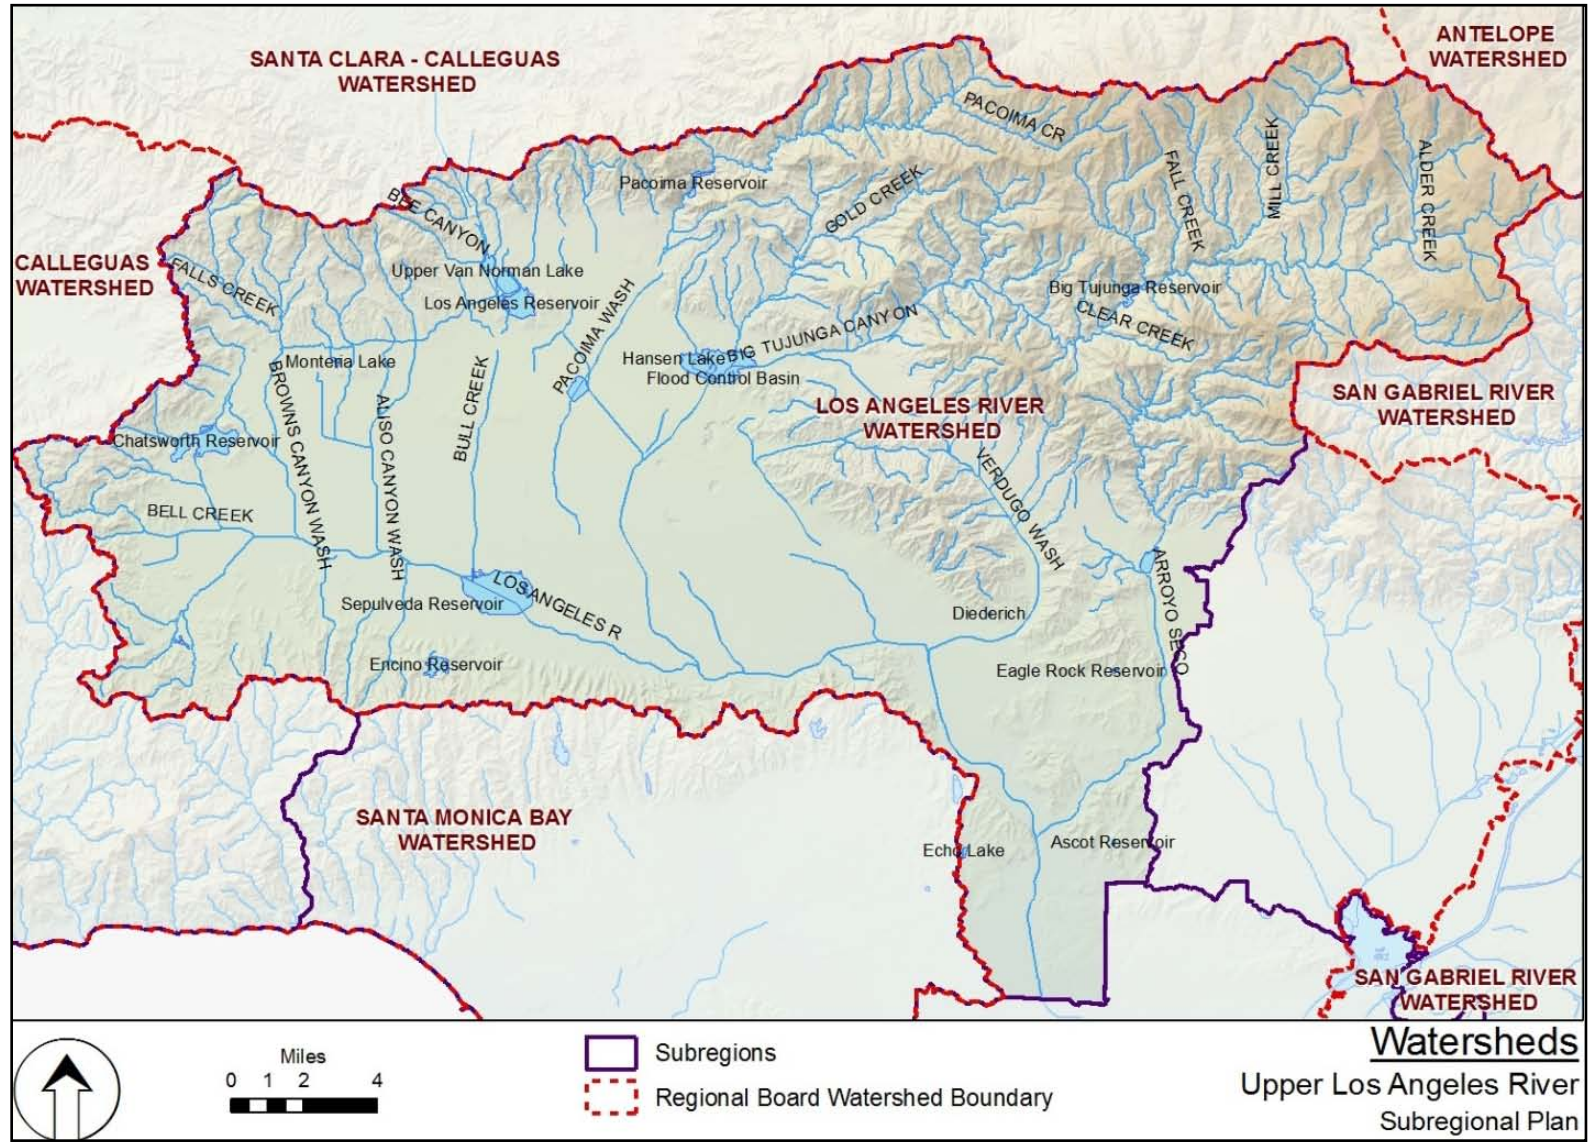 SANTA CLARA - CALLEGUAS
WATERSHED
ANTELOPE
WATERSHED
PACOIMA CR
FALL CREEK
MILL CREEK
ALDER CREEK
Pacoima Reservoir
GOLD CREEK
BEE CANYON
CALLEGUAS
WATERSHED
FALLS CREEK
Upper Van Norman Lake
Los Angeles Reservoir
PACOIMA WASH
Big Tujunga Reservoir
CLEAR CREEK
BIG TUJUNGA CANYON
Hansen Lake
Flood Control Basin
Monteria Lake
BROWNS CANYON WASH
ALISO CANYON WASH
BULL CREEK
LOS ANGELES RIVER
WATERSHED
SAN GABRIEL RIVER
WATERSHED
Chatsworth Reservoir
VERDUGO WASH
BELL CREEK
ARROYO SECO
LOS ANGELES R
Sepulveda Reservoir
Diederich
Encino Reservoir
Eagle Rock Reservoir
SANTA MONICA BAY
WATERSHED
Echo Lake
Ascot Reservoir
SAN GABRIEL RIVER
WATERSHED
Miles
0 1 2 4
Subregions
Regional Board Watershed Boundary
Watersheds
Upper Los Angeles River
Subregional Plan